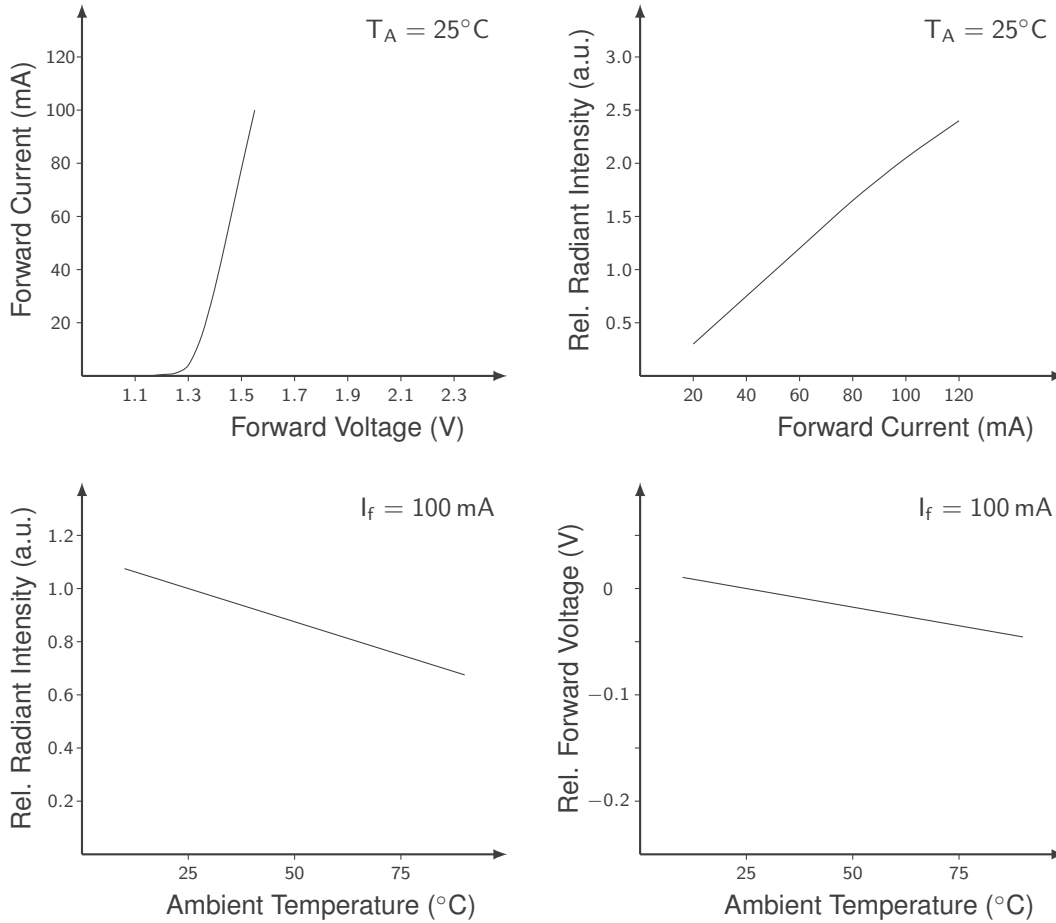 T_A = 25°C
Forward Current (mA)
120
100
80
60
40
20
1.1 1.3 1.5 1.7 1.9 2.1 2.3
Forward Voltage (V)
T_A = 25°C
Rel. Radiant Intensity (a.u.)
3.0
2.5
2.0
1.5
1.0
0.5
20 40 60 80 100 120
Forward Current (mA)
I_f = 100 mA
Rel. Radiant Intensity (a.u.)
1.2
1.0
0.8
0.6
0.4
0.2
25 50 75
Ambient Temperature (°C)
I_f = 100 mA
Rel. Forward Voltage (V)
0
−0.1
−0.2
25 50 75
Ambient Temperature (°C)